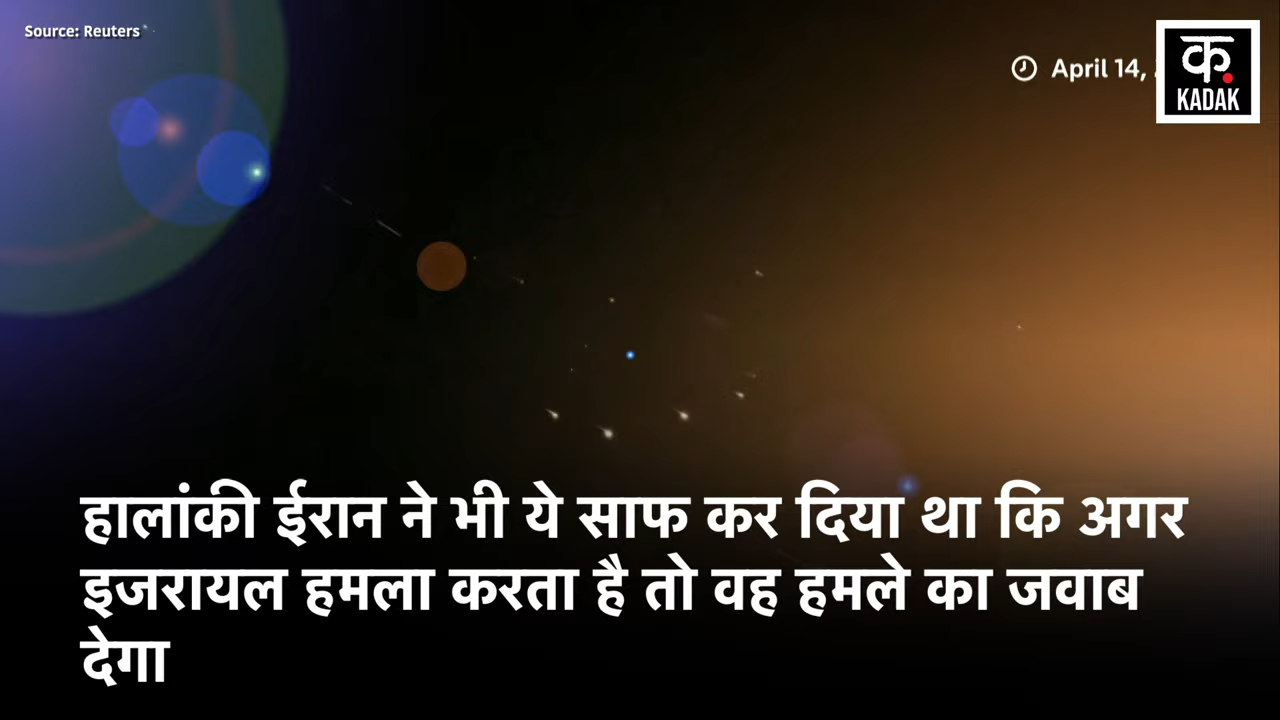 Source: Reuters
April 14,
क
KADAK
हालांकी ईरान ने भी ये साफ कर दिया था कि अगर
इजरायल हमला करता है तो वह हमले का जवाब
देगा